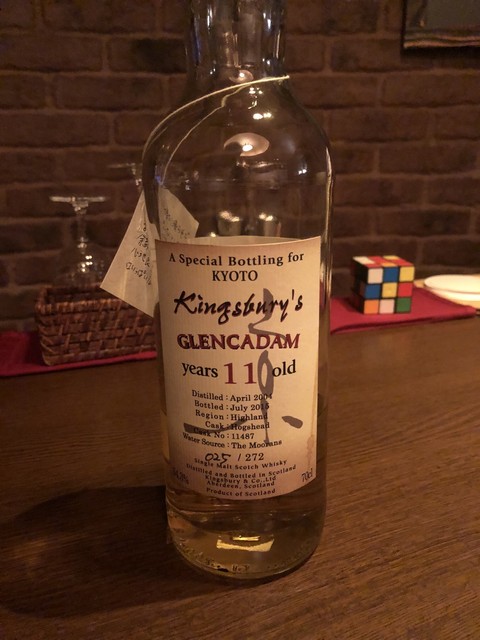 A Special Bottling for
KYOTO
Kingsbury's
GLENCADAM
years 11 old
Distilled : April 2004
Bottled : July 2015
Region : Highland
Cask : Hogshead
Cask No : 11487
Water Source : The Moorans
025 / 272
Single Malt Scotch Whisky
Distilled and Bottled in Scotland
Kingsbury & Co., Ltd
Aberdeen, Scotland
Product of Scotland
70cl